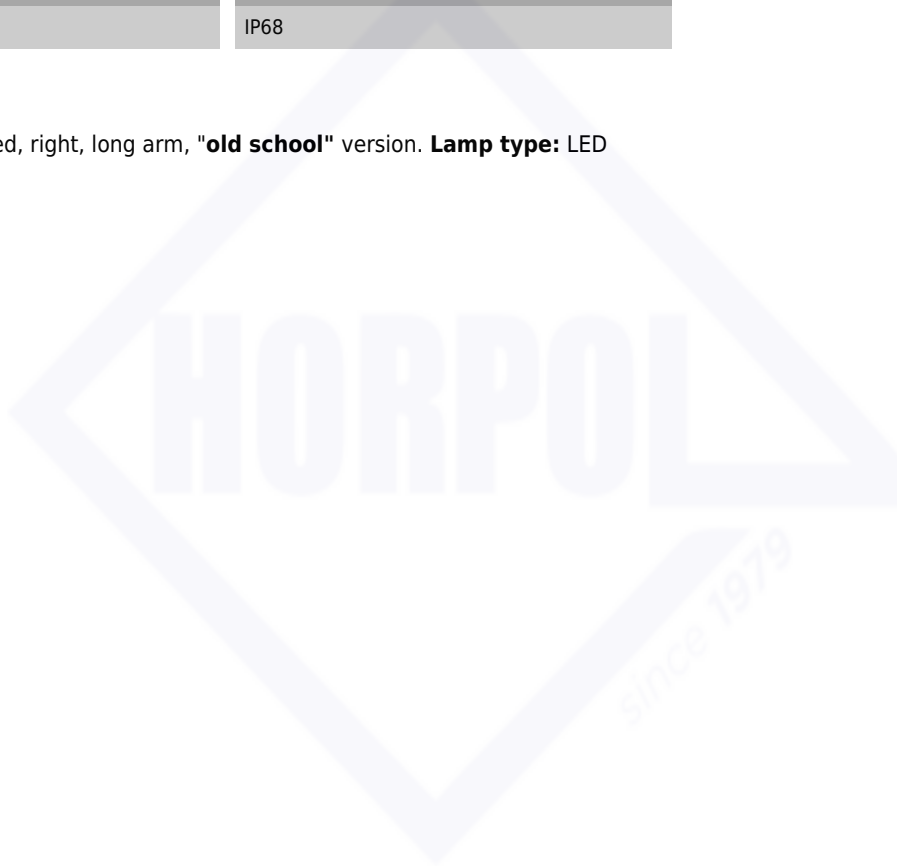 IP68
ed, right, long arm, "old school" version. Lamp type: LED
HORPOL
since 1979